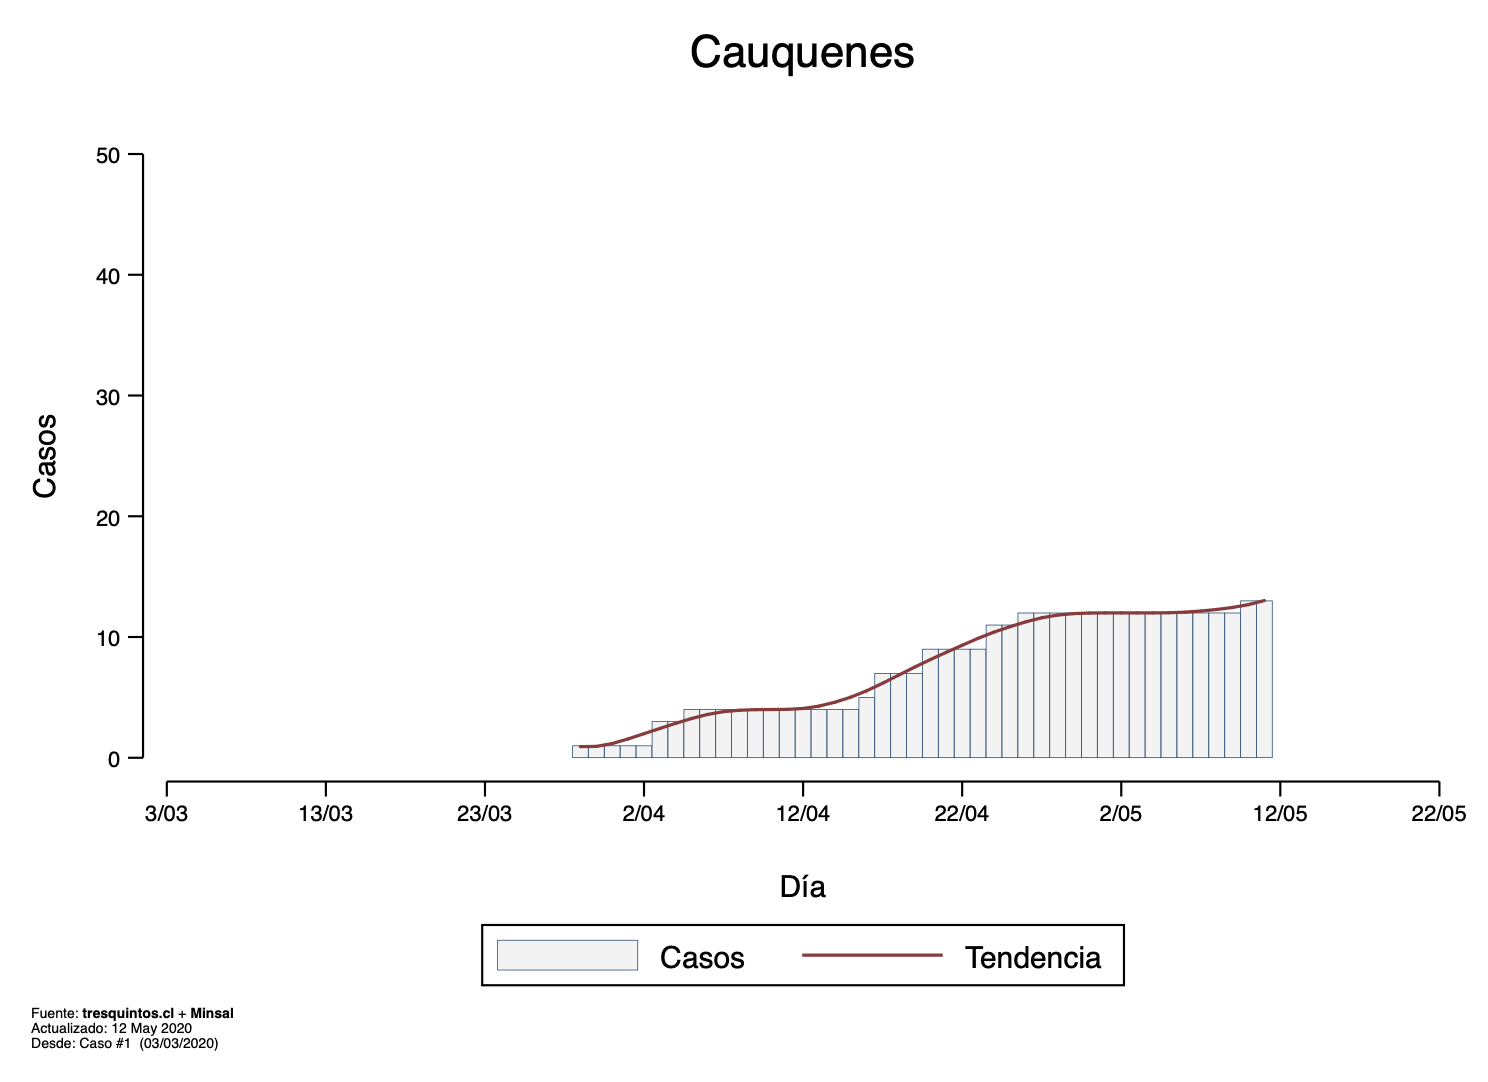 Cauquenes
50
40
30
20
10
0
Casos
3/03 13/03 23/03 2/04 12/04 22/04 2/05 12/05 22/05
Día
Casos Tendencia
Fuente: tresquintos.cl + Minsal
Actualizado: 12 May 2020
Desde: Caso #1 (03/03/2020)